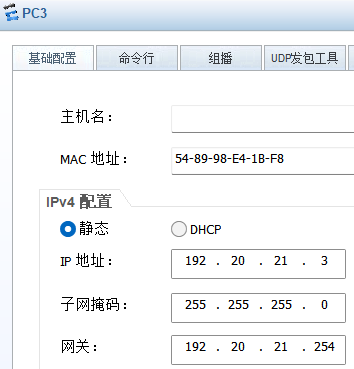 PC3
基础配置 命令行 组播 UDP发包工具
主机名：
MAC 地址： 54-89-98-E4-1B-F8
IPv4 配置
静态 DHCP
IP 地址： 192 . 20 . 21 . 3
子网掩码： 255 . 255 . 255 . 0
网关： 192 . 20 . 21 . 254